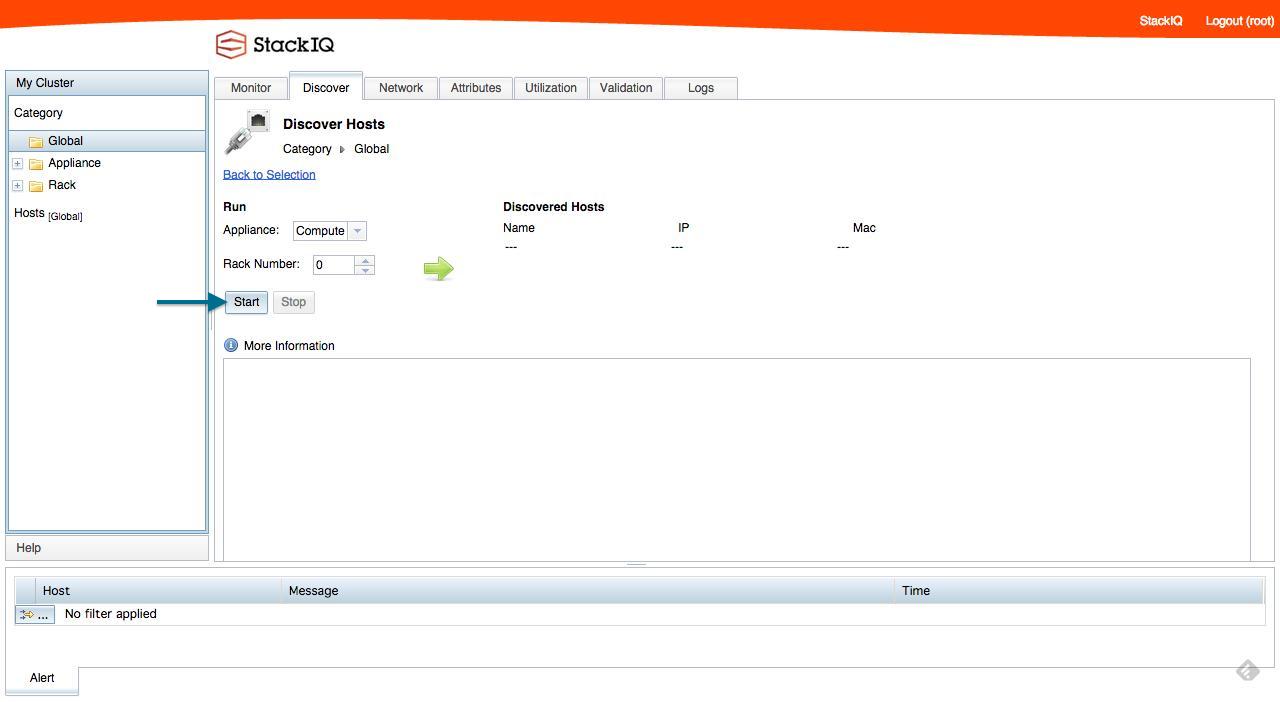 StackIQ Logout (root)
StackIQ
My Cluster
Category
Global
Appliance
Rack
Hosts [Global]
Help
Monitor Discover Network Attributes Utilization Validation Logs
Discover Hosts
Category Global
Back to Selection
Run
Appliance: Compute
Rack Number: 0
Start Stop
Discovered Hosts
Name IP Mac
--- --- ---
More Information
Host Message Time
... No filter applied
Alert